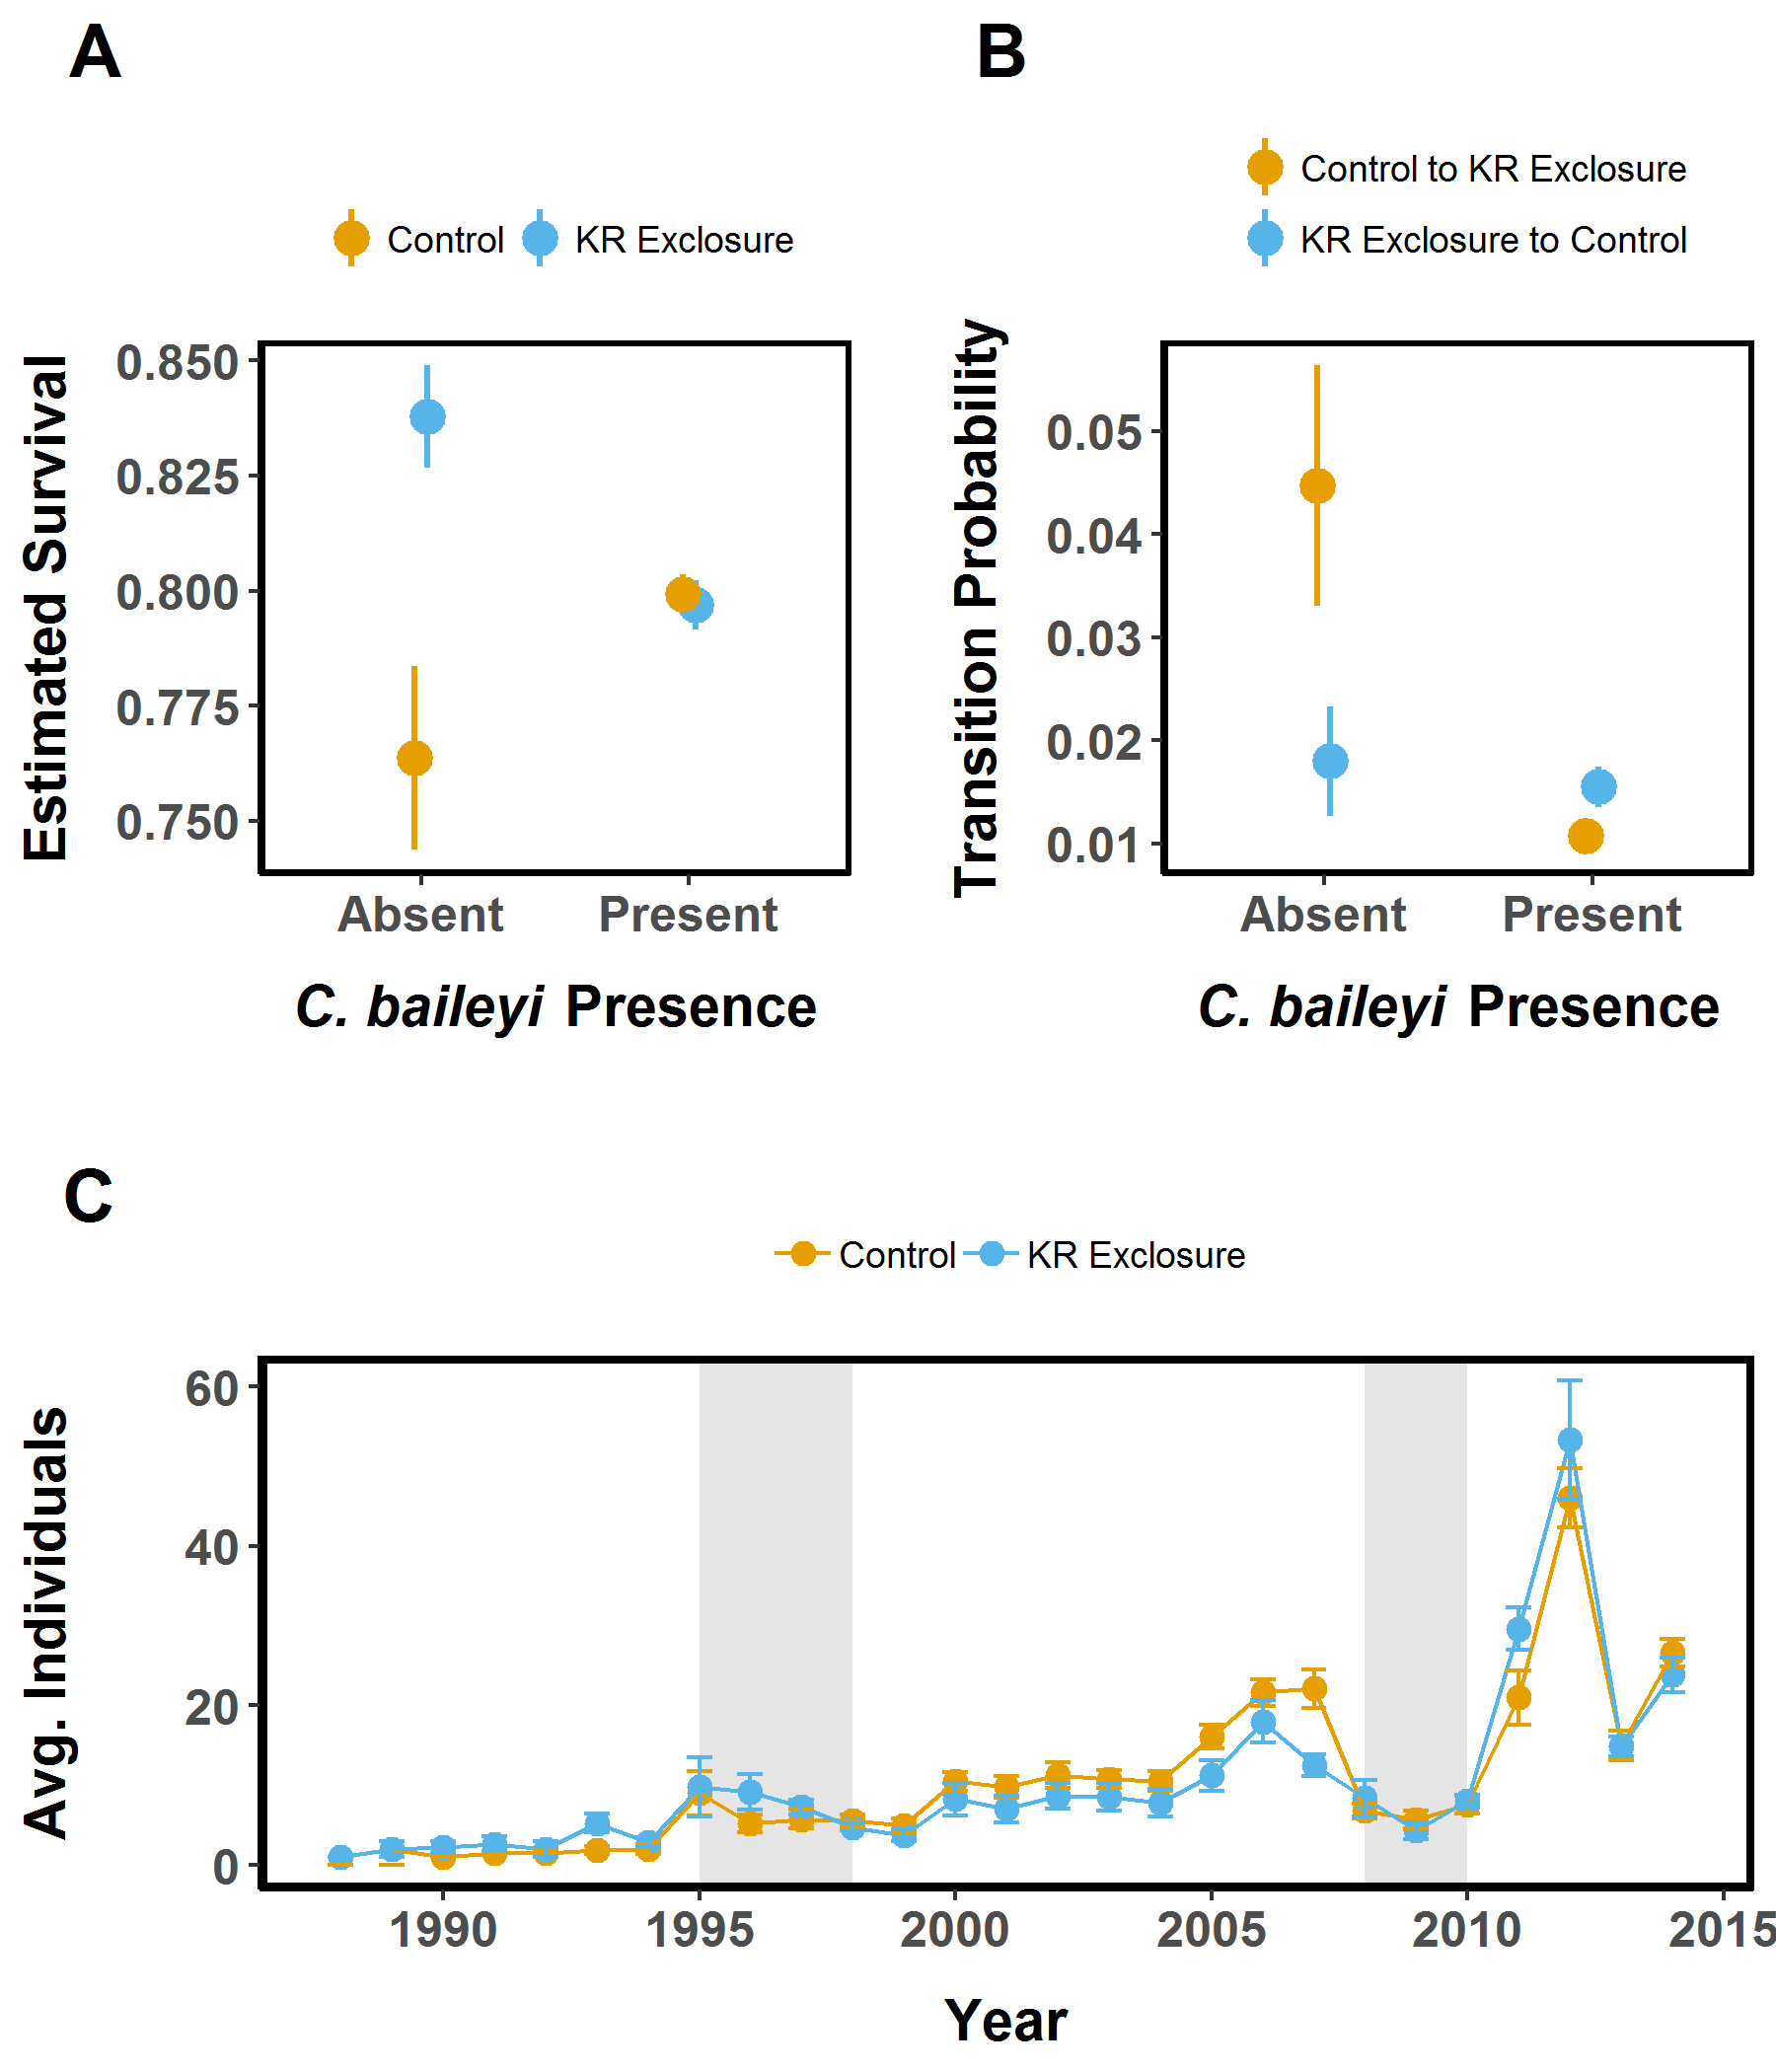 A
B
Control KR Exclosure
Control to KR Exclosure
KR Exclosure to Control
Estimated Survival
0.850
0.825
0.800
0.775
0.750
Absent Present
C. baileyi Presence
Transition Probability
0.05
0.04
0.03
0.02
0.01
Absent Present
C. baileyi Presence
C
Control KR Exclosure
Avg. Individuals
60
40
20
0
1990 1995 2000 2005 2010 2015
Year